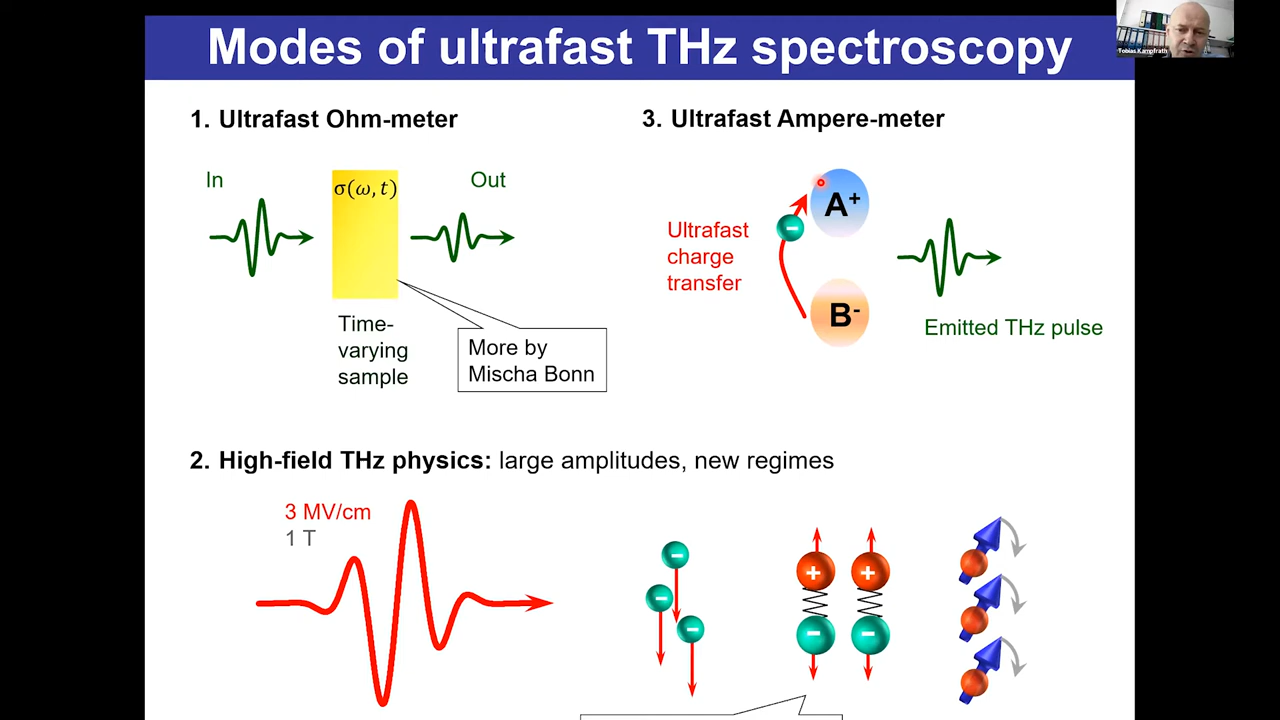 Modes of ultrafast THz spectroscopy
Tobias Kampfrath
1. Ultrafast Ohm-meter
In
σ(ω, t)
Out
Time-
varying
sample
More by
Mischa Bonn
3. Ultrafast Ampere-meter
Ultrafast
charge
transfer
-
A+
B-
Emitted THz pulse
2. High-field THz physics: large amplitudes, new regimes
3 MV/cm
1 T
- - -
+ +
- -